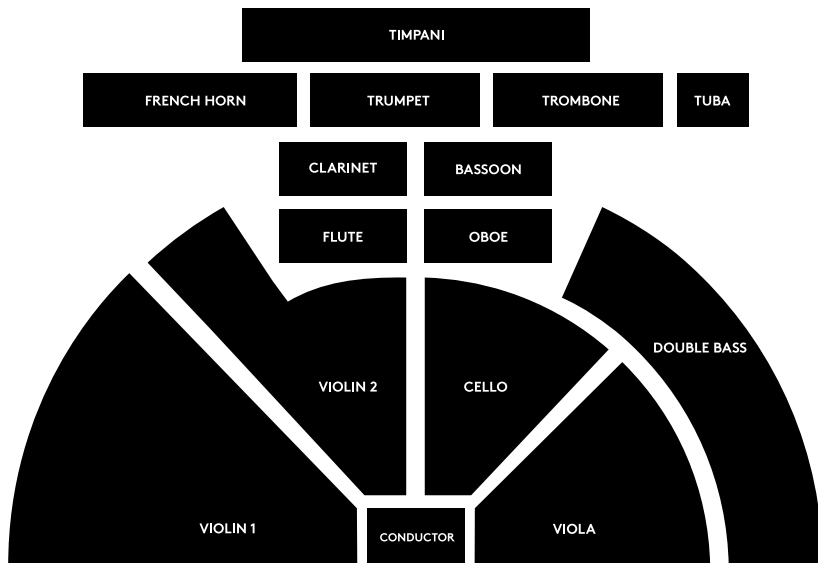 TIMPANI
FRENCH HORN
TRUMPET
TROMBONE
TUBA
CLARINET
BASSOON
FLUTE
OBOE
DOUBLE BASS
VIOLIN 2
CELLO
VIOLIN 1
CONDUCTOR
VIOLA